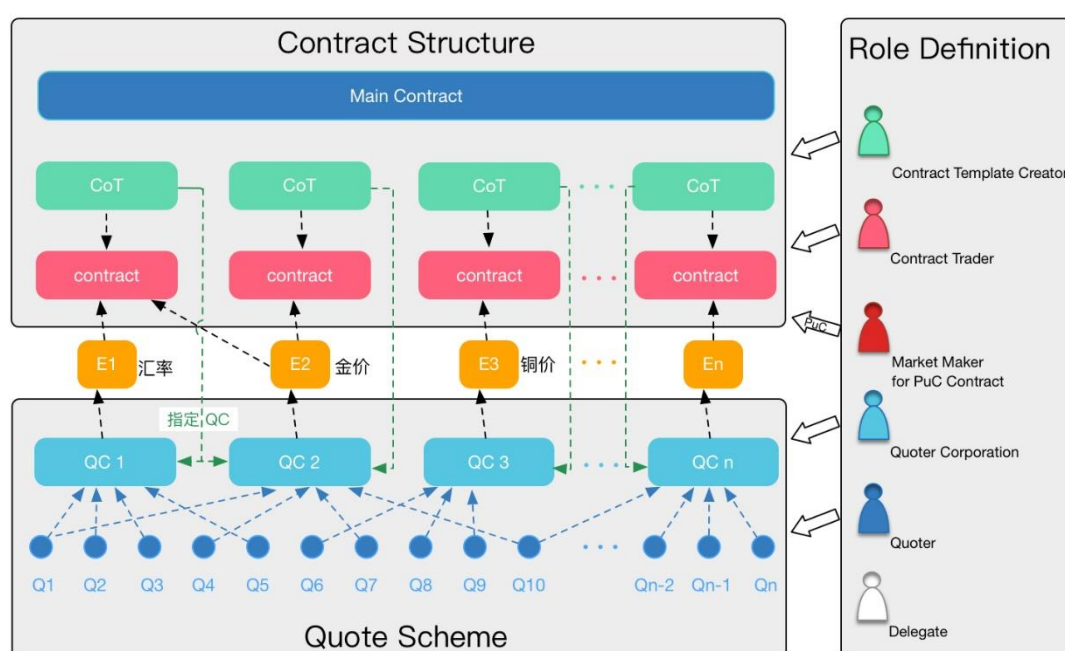 Contract Structure
Main Contract
CoT CoT CoT CoT
contract contract contract contract
E1 汇率 E2 金价 E3 铜价 En
指定 QC
QC 1 QC 2 QC 3 QC n
Q1 Q2 Q3 Q4 Q5 Q6 Q7 Q8 Q9 Q10 Qn-2 Qn-1 Qn
Quote Scheme
Role Definition
Contract Template Creator
Contract Trader
PuC
Market Maker
for PuC Contract
Quoter Corporation
Quoter
Delegate